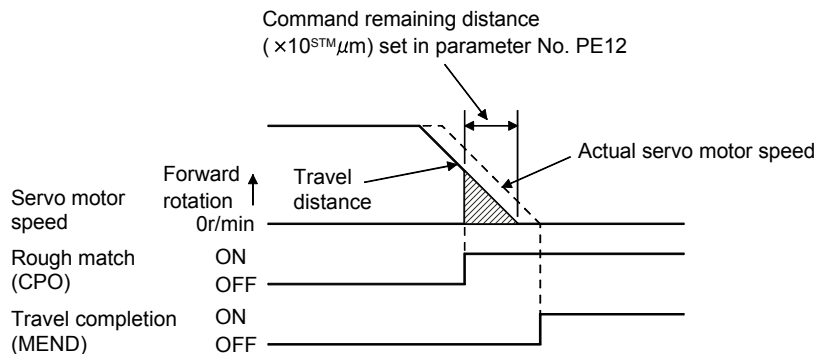 Command remaining distance
( ×10STMμm) set in parameter No. PE12
Actual servo motor speed
Forward
rotation
Travel
distance
Servo motor
speed
0r/min
Rough match
(CPO)
ON
OFF
Travel completion
(MEND)
ON
OFF